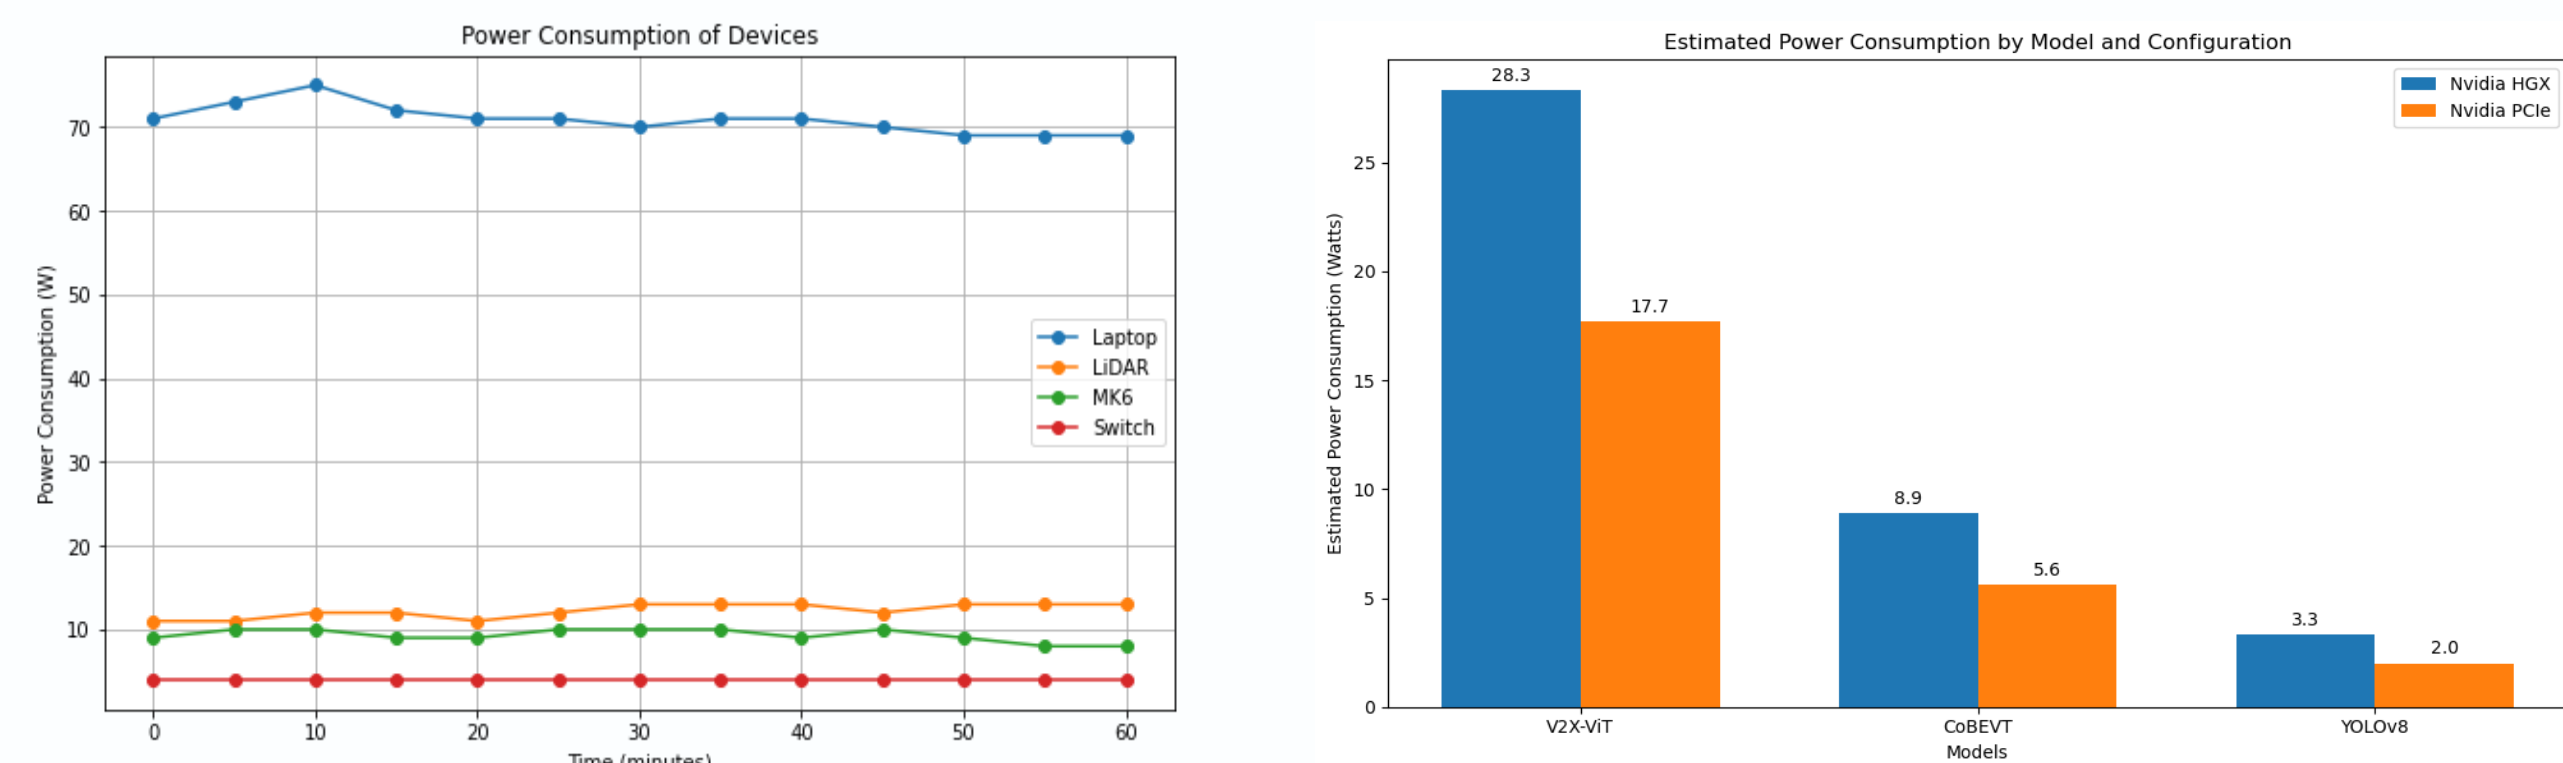 Power Consumption of Devices
Power Consumption (W)
70
60
50
40
30
20
10
Laptop
LiDAR
MK6
Switch
0 10 20 30 40 50 60
Time (minutes)
Estimated Power Consumption by Model and Configuration
Estimated Power Consumption (Watts)
25
20
15
10
5
0
Nvidia HGX
Nvidia PCIe
28.3
17.7
8.9
5.6
3.3
2.0
V2X-ViT CoBEVT YOLOv8
Models